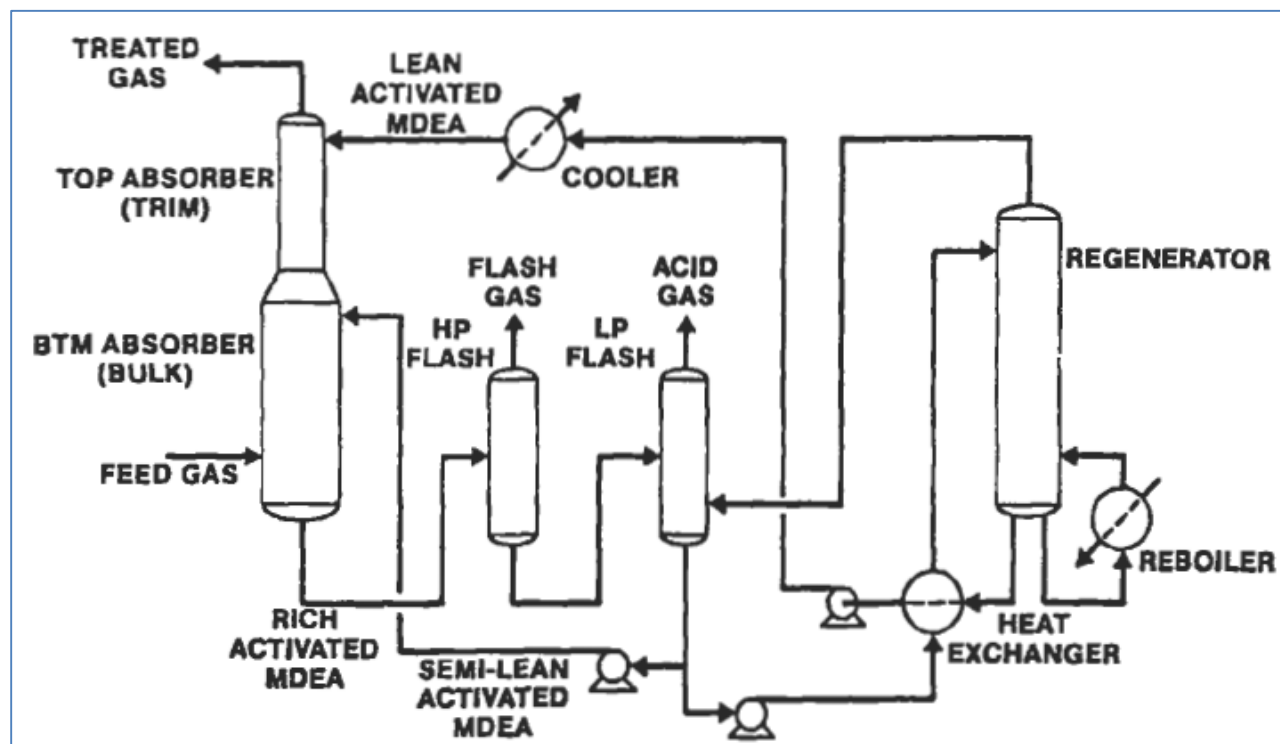 TREATED
GAS
LEAN
ACTIVATED
MDEA
COOLER
TOP ABSORBER
(TRIM)
REGENERATOR
FLASH
GAS
ACID
GAS
HP
FLASH
LP
FLASH
BTM ABSORBER
(BULK)
FEED GAS
REBOILER
RICH
ACTIVATED
MDEA
SEMI-LEAN
ACTIVATED
MDEA
HEAT
EXCHANGER